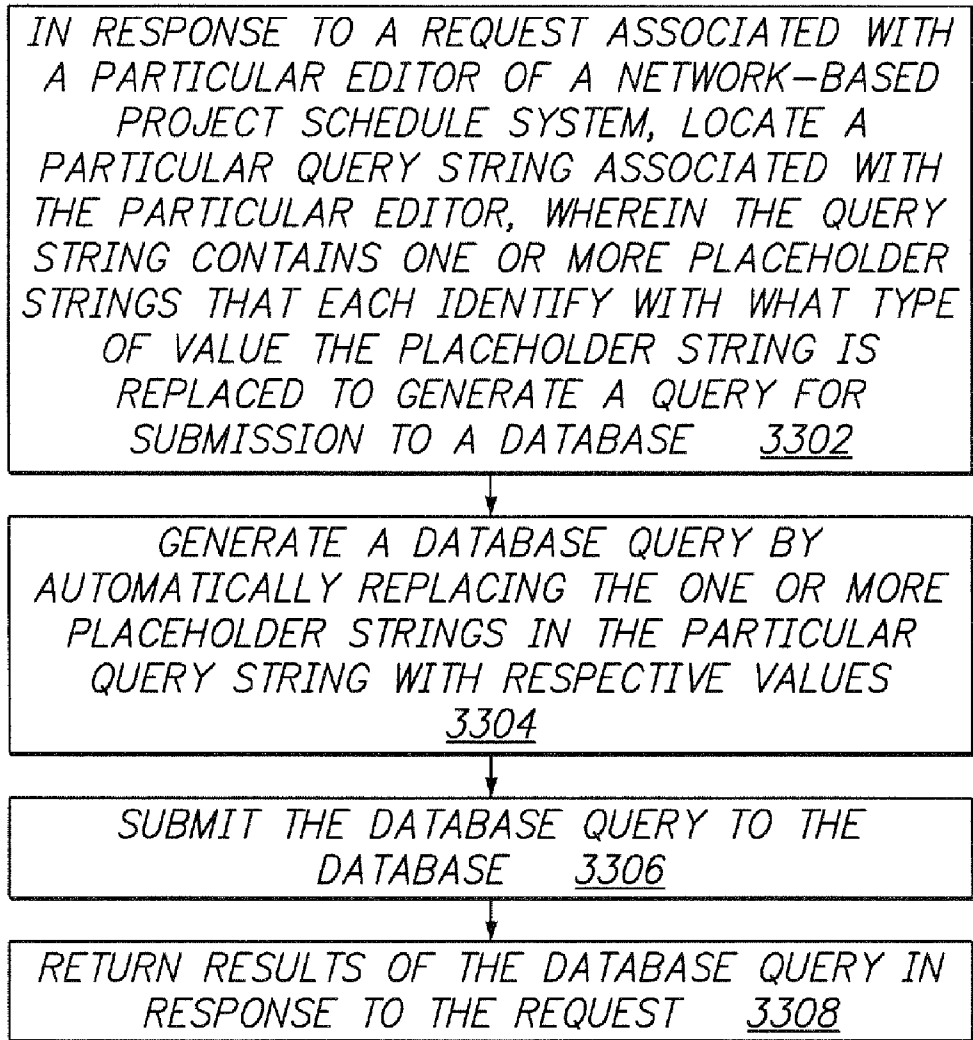 IN RESPONSE TO A REQUEST ASSOCIATED WITH
A PARTICULAR EDITOR OF A NETWORK-BASED
PROJECT SCHEDULE SYSTEM, LOCATE A
PARTICULAR QUERY STRING ASSOCIATED WITH
THE PARTICULAR EDITOR, WHEREIN THE QUERY
STRING CONTAINS ONE OR MORE PLACEHOLDER
STRINGS THAT EACH IDENTIFY WITH WHAT TYPE
OF VALUE THE PLACEHOLDER STRING IS
REPLACED TO GENERATE A QUERY FOR
SUBMISSION TO A DATABASE 3302
GENERATE A DATABASE QUERY BY
AUTOMATICALLY REPLACING THE ONE OR MORE
PLACEHOLDER STRINGS IN THE PARTICULAR
QUERY STRING WITH RESPECTIVE VALUES
3304
SUBMIT THE DATABASE QUERY TO THE
DATABASE 3306
RETURN RESULTS OF THE DATABASE QUERY IN
RESPONSE TO THE REQUEST 3308